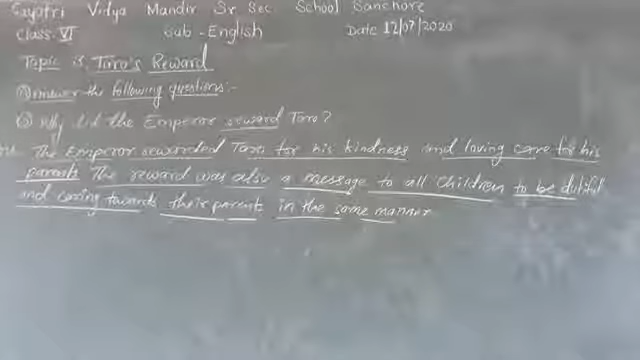 Gayatri Vidya Mandir Sr Sec School Sanchore
Class VI Sub - English Date 12/07/2020
Topic is Taro's Reward
Answer the following questions:-
Why did the Emperor reward Taro?
The Emperor rewarded Taro for his kindness and loving care for his
parents The reward was also a message to all Children to be dutiful
and caring towards their parents in the same manner